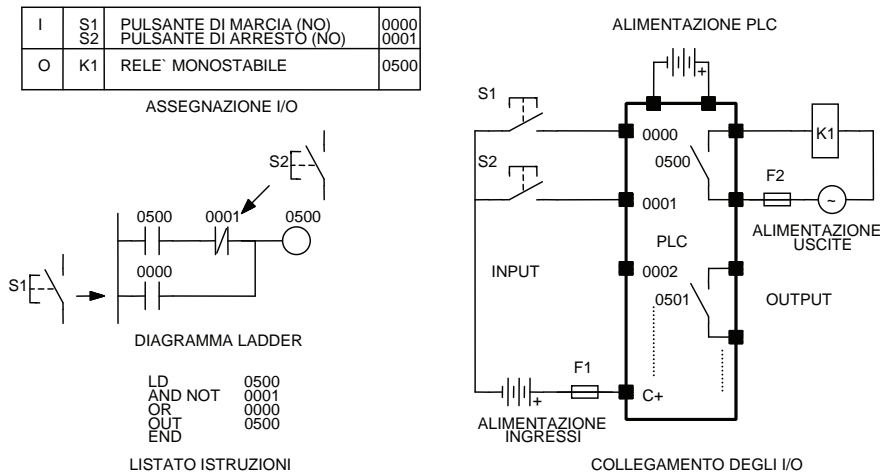 I S1 PULSANTE DI MARCIA (NO) 0000
S2 PULSANTE DI ARRESTO (NO) 0001
O K1 RELE` MONOSTABILE 0500
ASSEGNAZIONE I/O
S2
0500 0001 0500
0000
S1
DIAGRAMMA LADDER
LD 0500
AND NOT 0001
OR 0000
OUT 0500
END
LISTATO ISTRUZIONI
ALIMENTAZIONE PLC
+
S1
0000
K1
0500
S2
F2
0001
~
ALIMENTAZIONE
USCITE
PLC
INPUT
0002
0501
OUTPUT
F1
+
C+
ALIMENTAZIONE
INGRESSI
COLLEGAMENTO DEGLI I/O